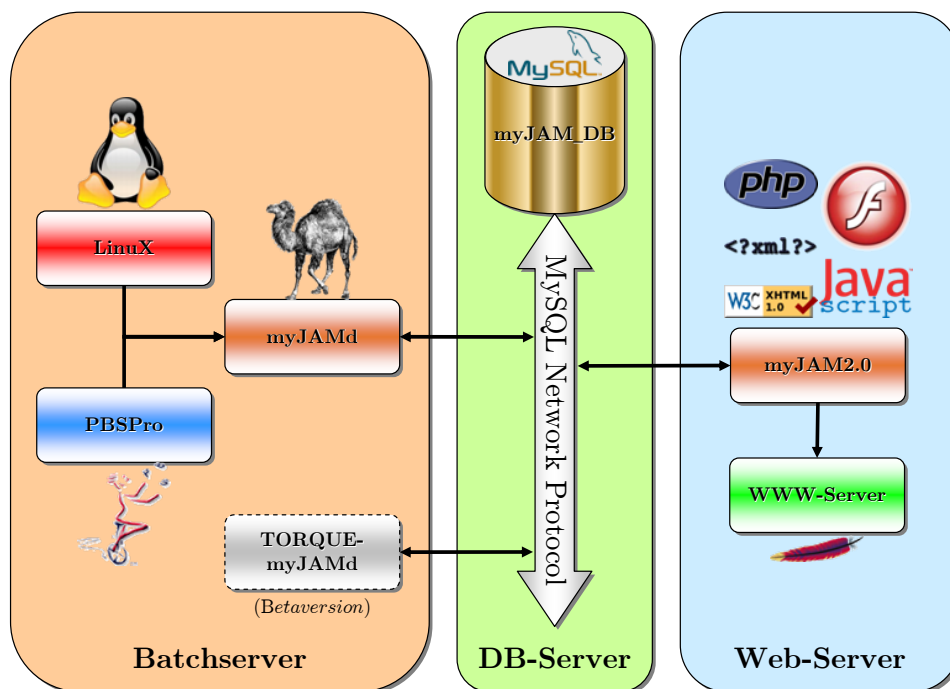 MySQL
myJAM_DB
LinuX
myJAMd
PBSPro
TORQUE-
myJAMd
(Betaversion)
MySQL Network Protocol
php
<?xml?>
W3C XHTML
1.0
Java
script
myJAM2.0
WWW-Server
Batchserver
DB-Server
Web-Server